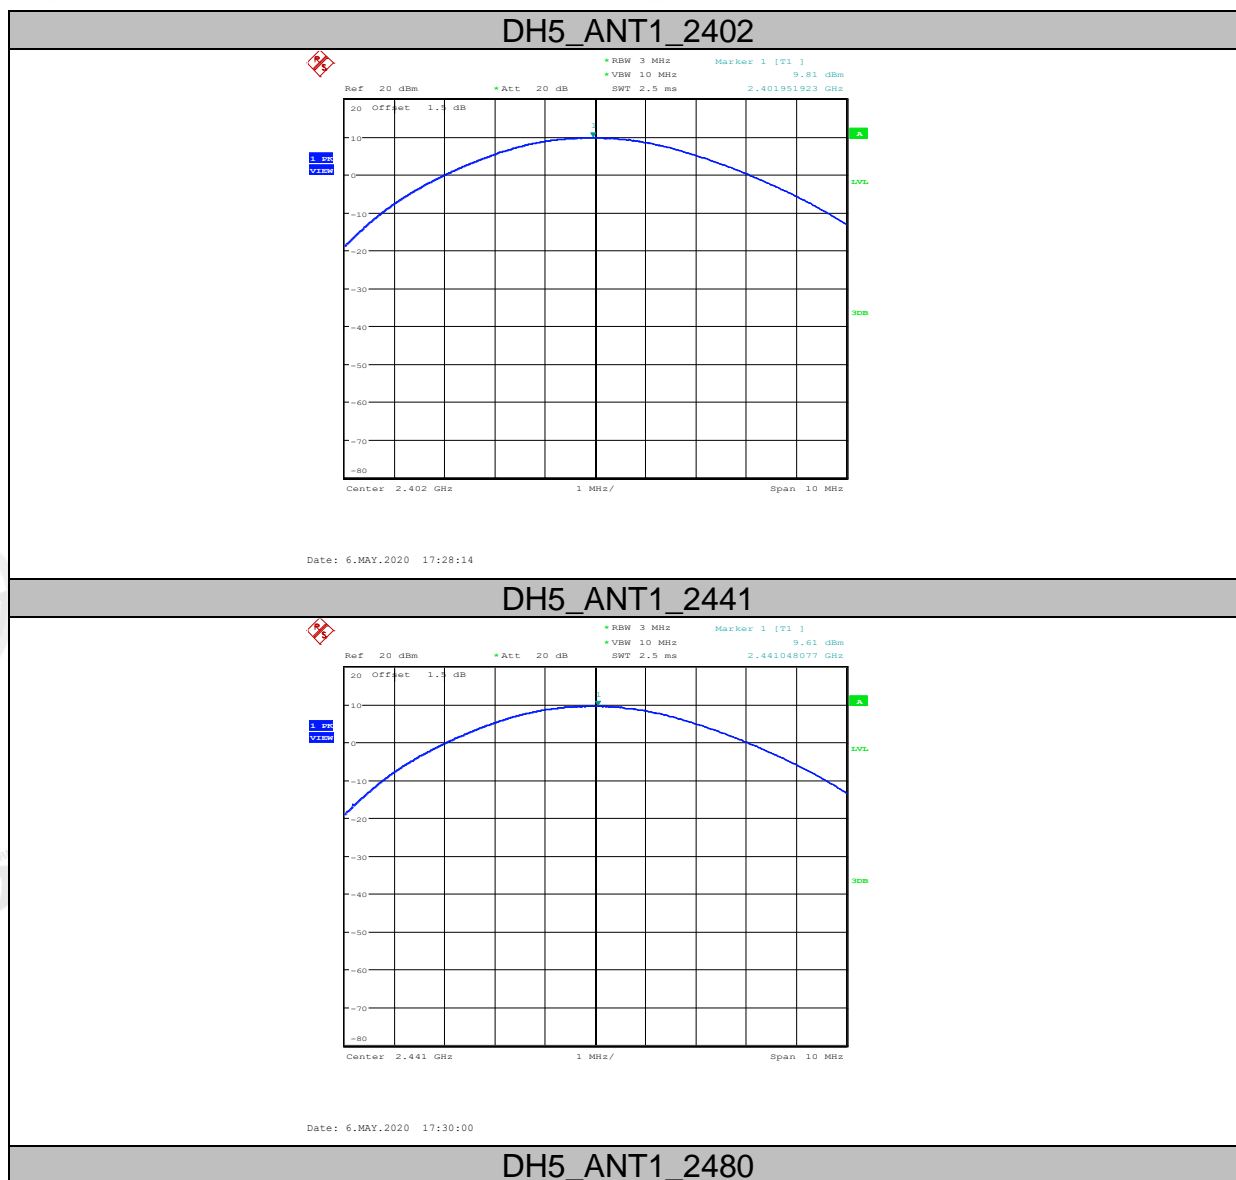 DH5_ANT1_2402
R S
*RBW 3 MHz Marker 1 [T1 ]
*VBW 10 MHz 9.81 dBm
Ref 20 dBm *Att 20 dB SWT 2.5 ms 2.401951923 GHz
20 Offset 1.5 dB
1
10
A
1 PK
VIEW
0
LVL
-10
-20
-30
3DB
-40
-50
-60
-70
-80
Center 2.402 GHz 1 MHz/ Span 10 MHz
Date: 6.MAY.2020 17:28:14
DH5_ANT1_2441
R S
*RBW 3 MHz Marker 1 [T1 ]
*VBW 10 MHz 9.61 dBm
Ref 20 dBm *Att 20 dB SWT 2.5 ms 2.441048077 GHz
20 Offset 1.5 dB
1
10
A
1 PK
VIEW
0
LVL
-10
-20
-30
3DB
-40
-50
-60
-70
-80
Center 2.441 GHz 1 MHz/ Span 10 MHz
Date: 6.MAY.2020 17:30:00
DH5_ANT1_2480